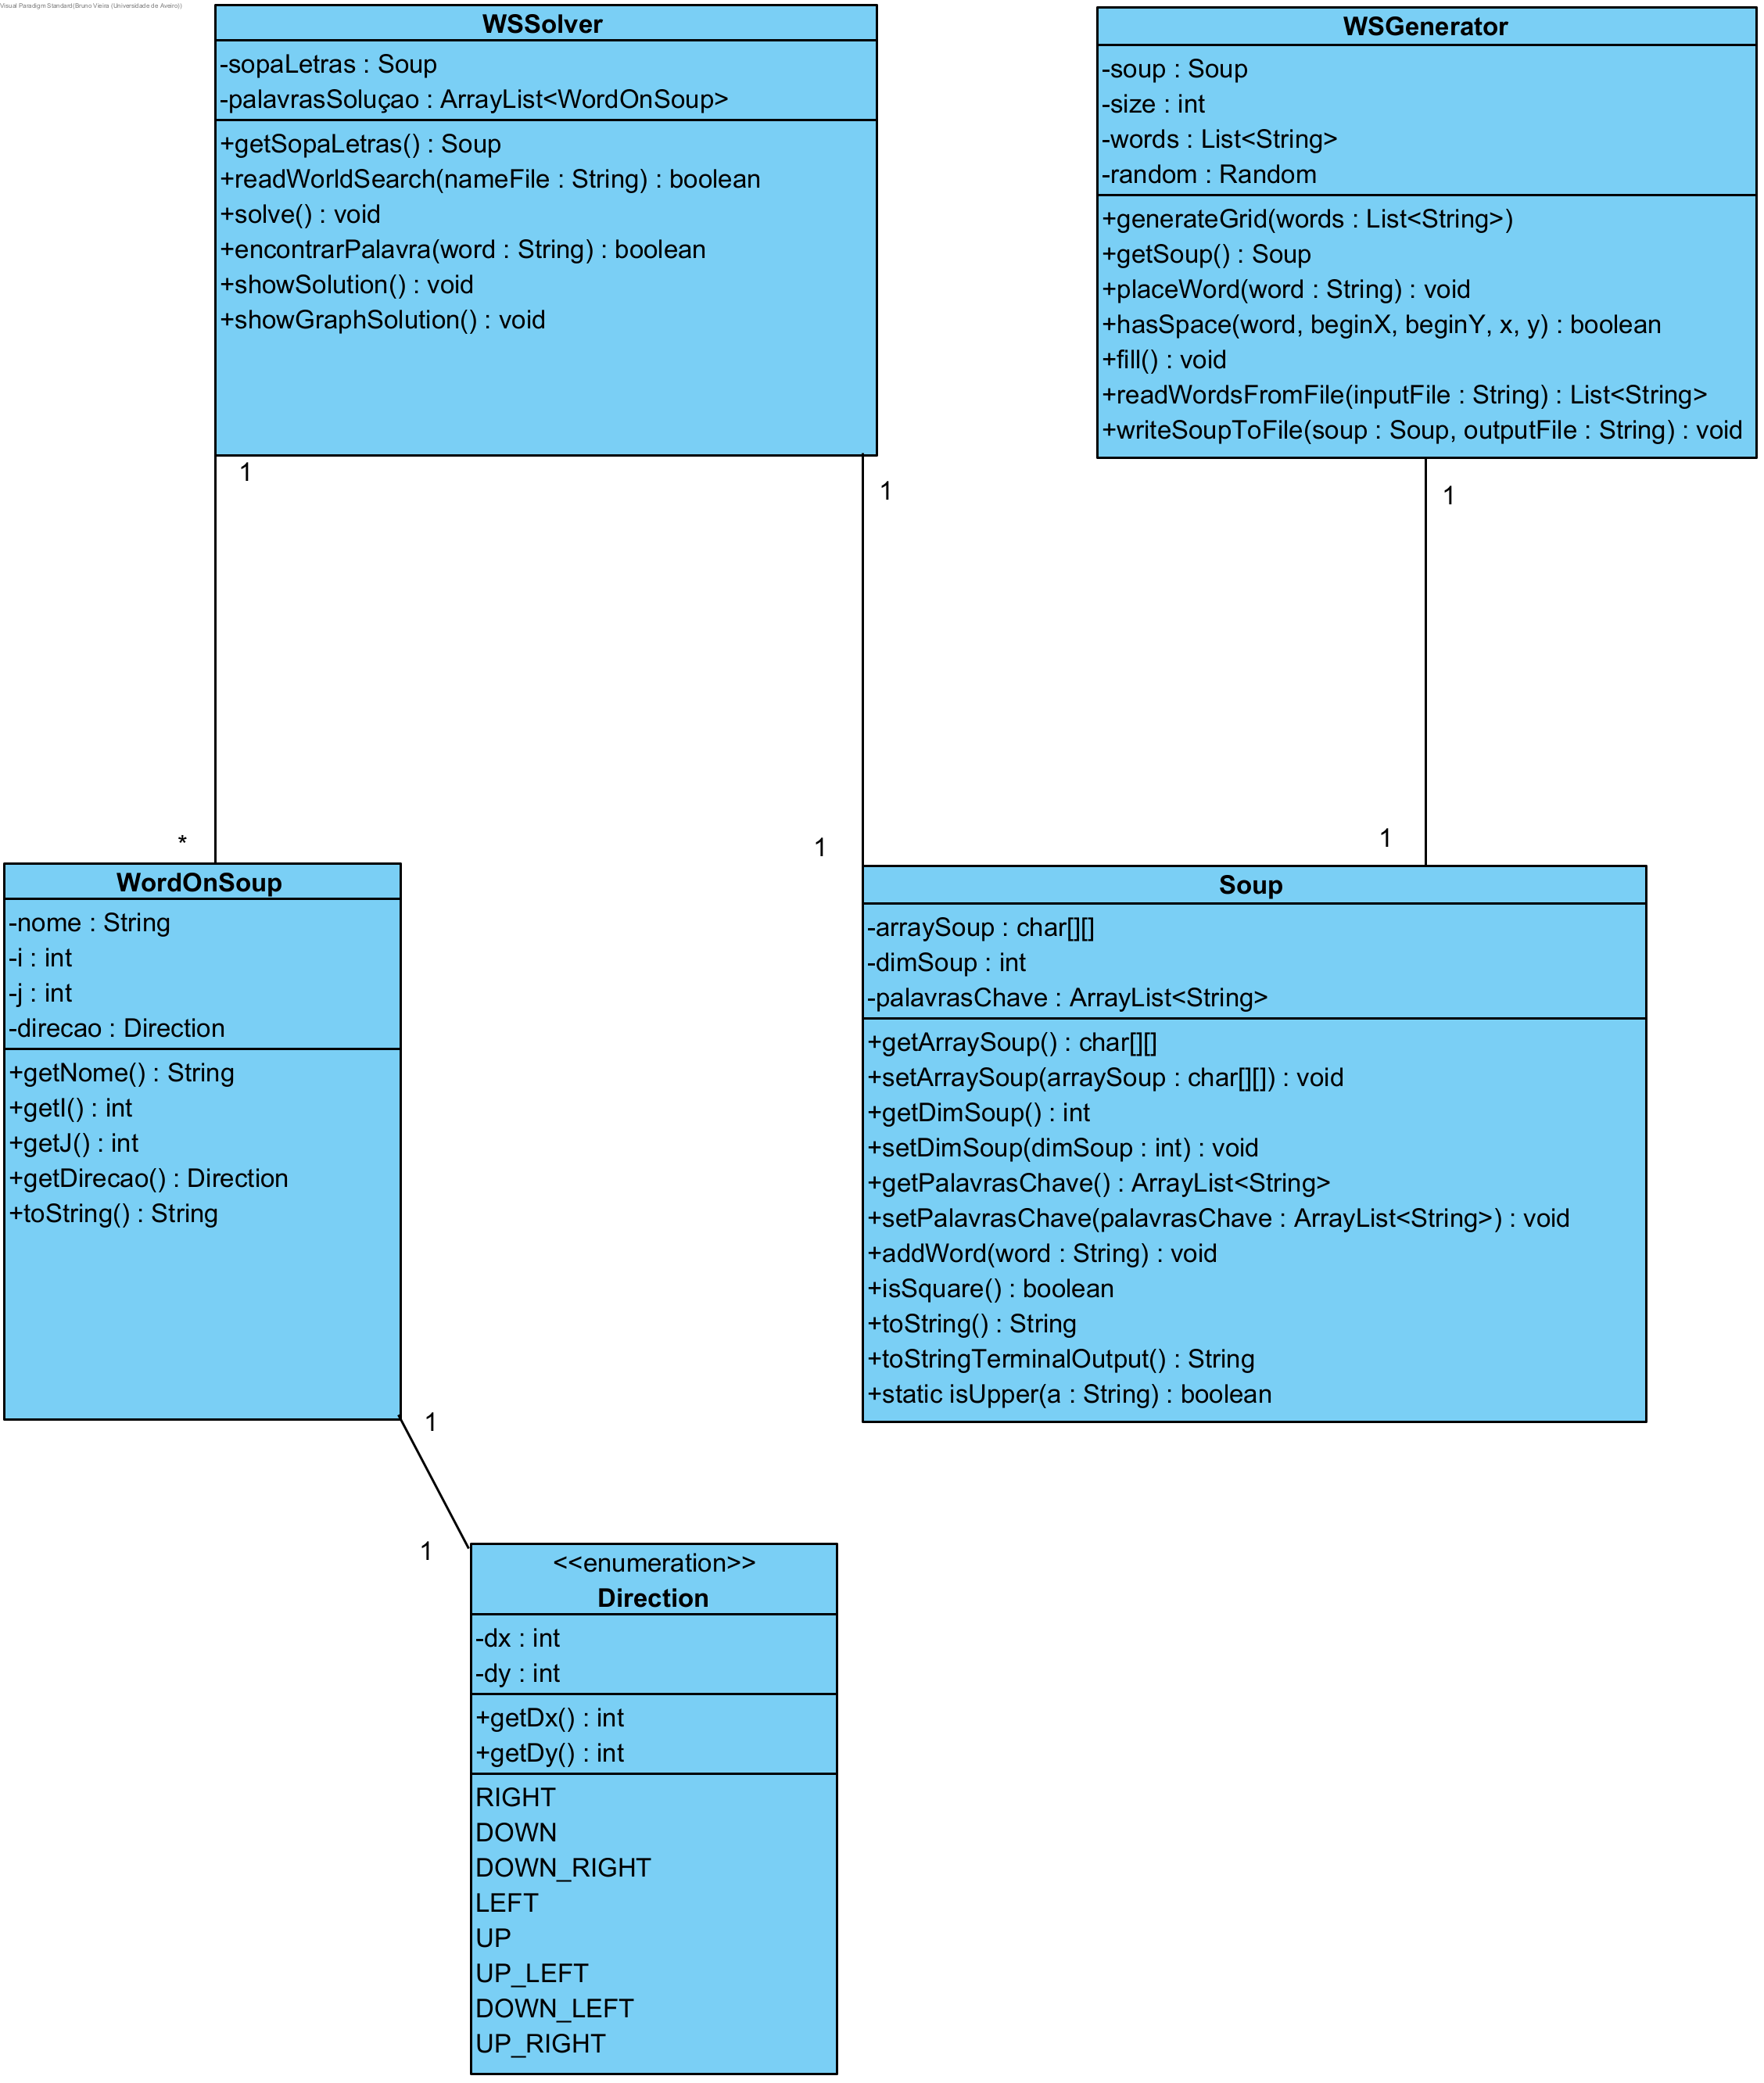 Visual Paradigm Standard(Bruno Vieira (Universidade de Aveiro))
WSSolver
-sopaLetras : Soup
-palavrasSoluçao : ArrayList<WordOnSoup>
+getSopaLetras() : Soup
+readWorldSearch(nameFile : String) : boolean
+solve() : void
+encontrarPalavra(word : String) : boolean
+showSolution() : void
+showGraphSolution() : void
WSGenerator
-soup : Soup
-size : int
-words : List<String>
-random : Random
+generateGrid(words : List<String>)
+getSoup() : Soup
+placeWord(word : String) : void
+hasSpace(word, beginX, beginY, x, y) : boolean
+fill() : void
+readWordsFromFile(inputFile : String) : List<String>
+writeSoupToFile(soup : Soup, outputFile : String) : void
1
1
1
*
1
1
WordOnSoup
-nome : String
-i : int
-j : int
-direcao : Direction
+getNome() : String
+getI() : int
+getJ() : int
+getDirecao() : Direction
+toString() : String
Soup
-arraySoup : char[][]
-dimSoup : int
-palavrasChave : ArrayList<String>
+getArraySoup() : char[][]
+setArraySoup(arraySoup : char[][]) : void
+getDimSoup() : int
+setDimSoup(dimSoup : int) : void
+getPalavrasChave() : ArrayList<String>
+setPalavrasChave(palavrasChave : ArrayList<String>) : void
+addWord(word : String) : void
+isSquare() : boolean
+toString() : String
+toStringTerminalOutput() : String
+static isUpper(a : String) : boolean
1
1
<<enumeration>>
Direction
-dx : int
-dy : int
+getDx() : int
+getDy() : int
RIGHT
DOWN
DOWN_RIGHT
LEFT
UP
UP_LEFT
DOWN_LEFT
UP_RIGHT